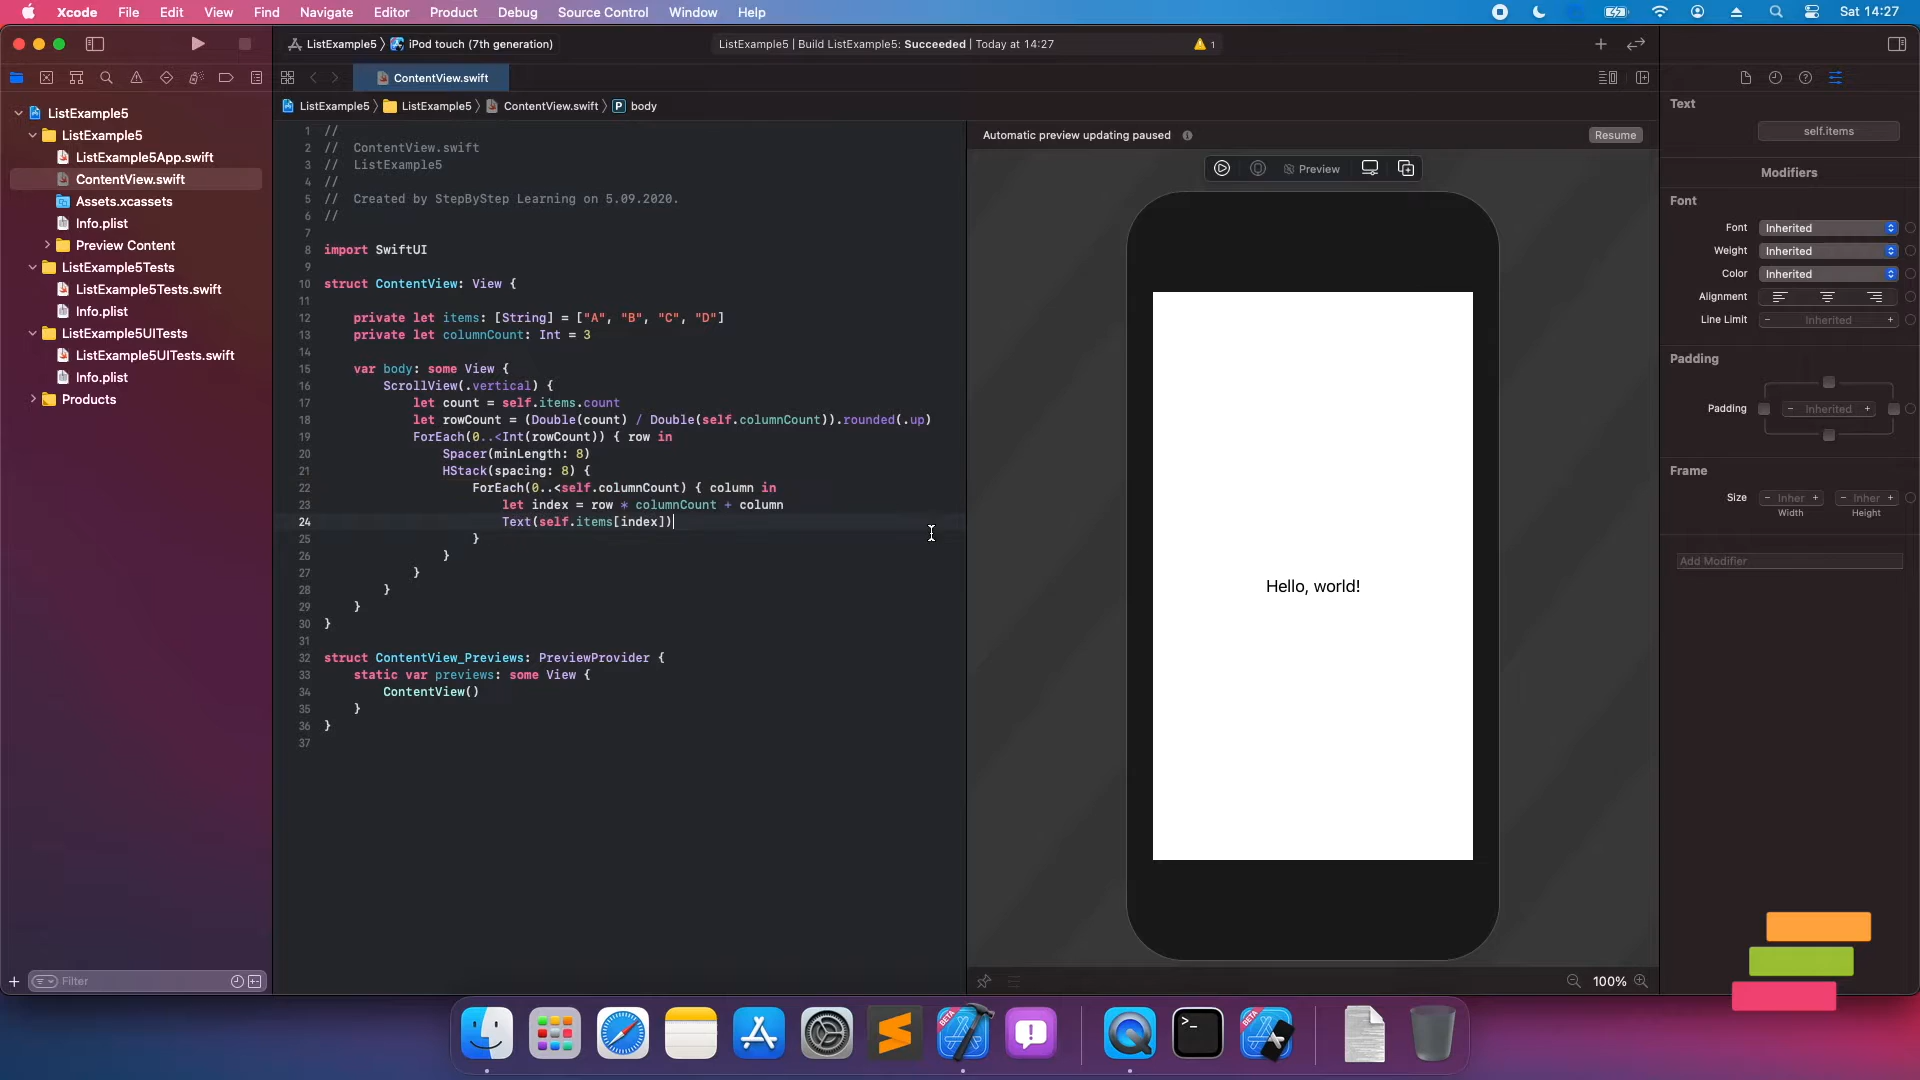 Xcode File Edit View Find Navigate Editor Product Debug Source Control Window Help Sat 14:27
ListExample5 iPod touch (7th generation) ListExample5 | Build ListExample5: Succeeded | Today at 14:27 1
ContentView.swift
ListExample5 ListExample5 ContentView.swift P body
ListExample5
ListExample5
ListExample5App.swift
ContentView.swift
Assets.xcassets
Info.plist
Preview Content
ListExample5Tests
ListExample5Tests.swift
Info.plist
ListExample5UITests
ListExample5UITests.swift
Info.plist
Products
Filter
1 //
2 // ContentView.swift
3 // ListExample5
4 //
5 // Created by StepByStep Learning on 5.09.2020.
6 //
7
8 import SwiftUI
9
10 struct ContentView: View {
11
12 private let items: [String] = ["A", "B", "C", "D"]
13 private let columnCount: Int = 3
14
15 var body: some View {
16 ScrollView(.vertical) {
17 let count = self.items.count
18 let rowCount = (Double(count) / Double(self.columnCount)).rounded(.up)
19 ForEach(0..<Int(rowCount)) { row in
20 Spacer(minLength: 8)
21 HStack(spacing: 8) {
22 ForEach(0..<self.columnCount) { column in
23 let index = row * columnCount + column
24 Text(self.items[index])
25 }
26 }
27 }
28 }
29 }
30 }
31
32 struct ContentView_Previews: PreviewProvider {
33 static var previews: some View {
34 ContentView()
35 }
36 }
37
Automatic preview updating paused
Resume
Preview
Hello, world!
100%
Text
self.items
Modifiers
Font
Font Inherited
Weight Inherited
Color Inherited
Alignment
Line Limit − Inherited +
Padding
Padding − Inherited +
Frame
Size − Inher + − Inher +
Width Height
Add Modifier
BETA
BETA